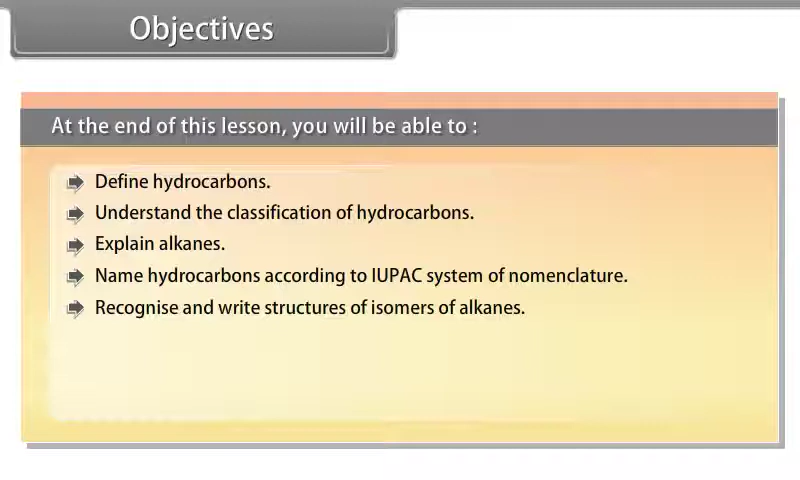 Objectives
At the end of this lesson, you will be able to :
Define hydrocarbons.
Understand the classification of hydrocarbons.
Explain alkanes.
Name hydrocarbons according to IUPAC system of nomenclature.
Recognise and write structures of isomers of alkanes.